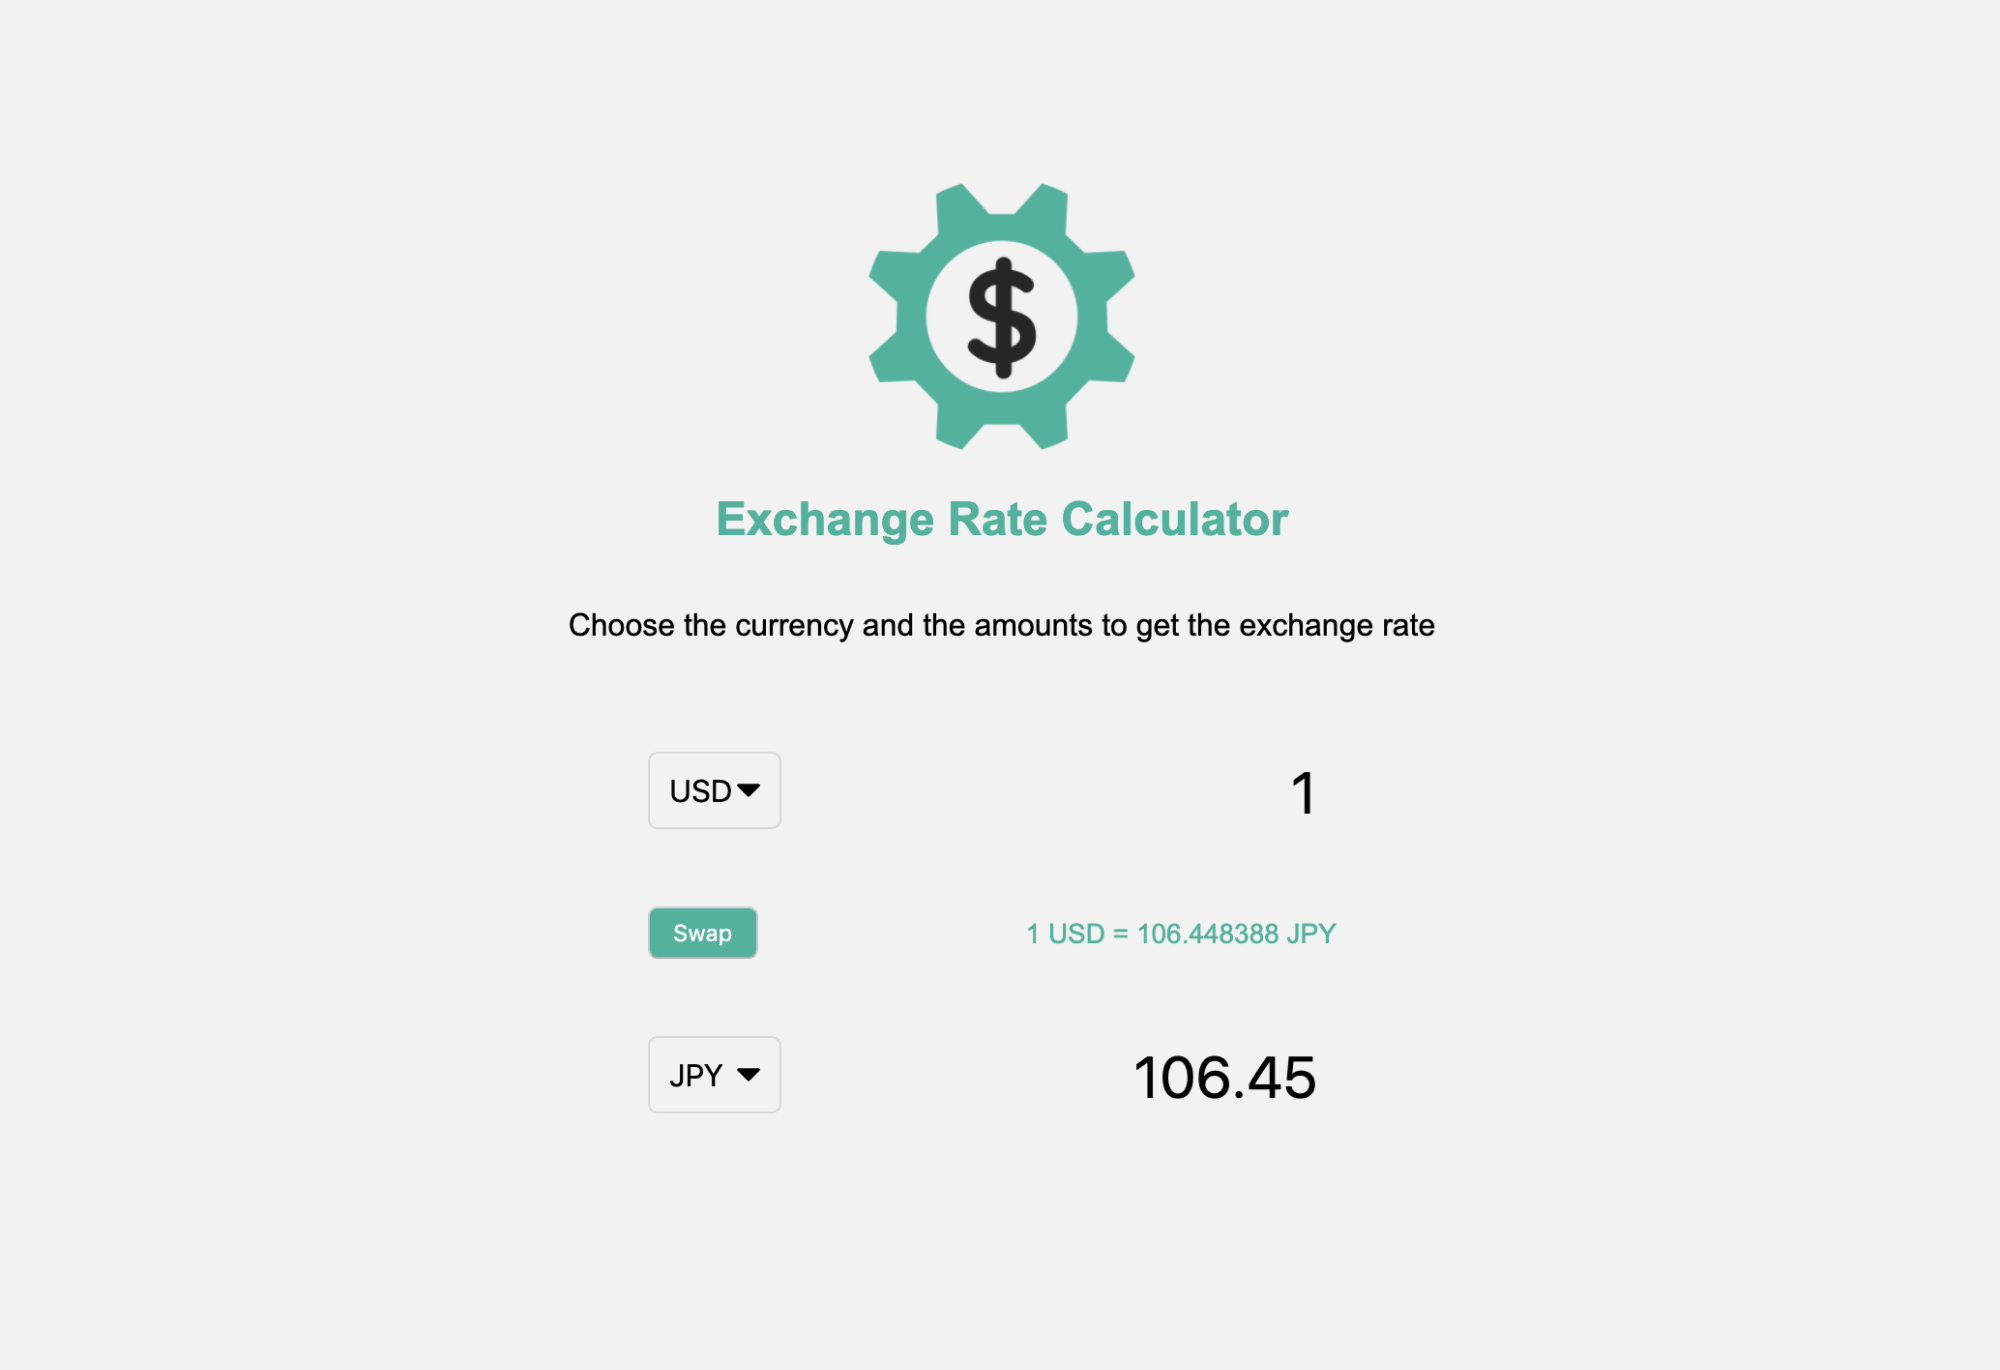 $
Exchange Rate Calculator
Choose the currency and the amounts to get the exchange rate
USD
1
Swap
1 USD = 106.448388 JPY
JPY
106.45